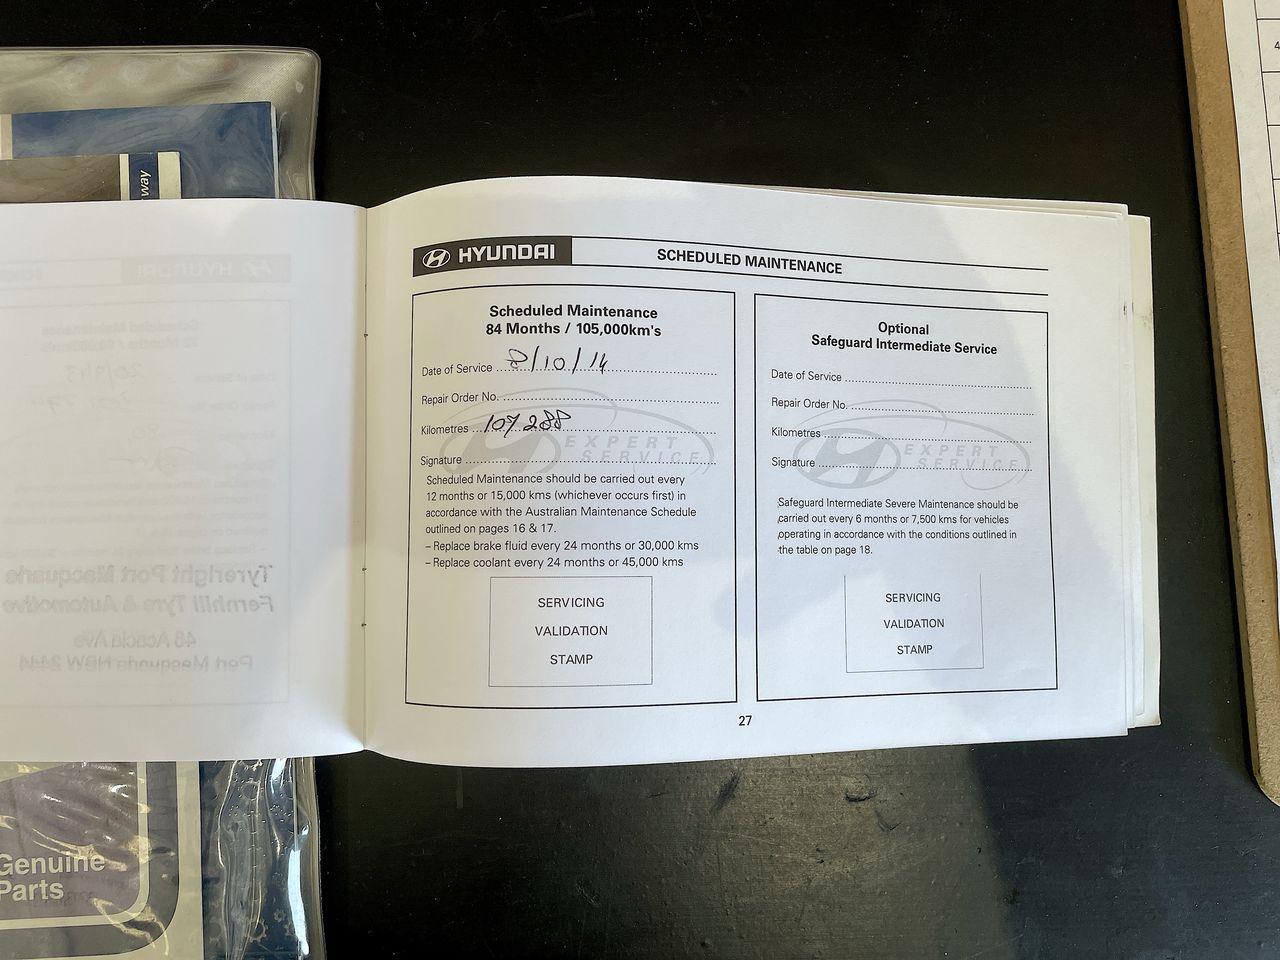 way
HYUNDAI
SCHEDULED MAINTENANCE
Scheduled Maintenance
84 Months / 105,000km's
Date of Service 8/10/14
Repair Order No.
Kilometres 107 288
Signature
EXPERT
SERVICE
Scheduled Maintenance should be carried out every
12 months or 15,000 kms (whichever occurs first) in
accordance with the Australian Maintenance Schedule
outlined on pages 16 & 17.
– Replace brake fluid every 24 months or 30,000 kms
– Replace coolant every 24 months or 45,000 kms
SERVICING
VALIDATION
STAMP
Optional
Safeguard Intermediate Service
Date of Service
Repair Order No.
Kilometres
Signature
EXPERT
SERVICE
Safeguard Intermediate Severe Maintenance should be
carried out every 6 months or 7,500 kms for vehicles
operating in accordance with the conditions outlined in
the table on page 18.
SERVICING
VALIDATION
STAMP
27
Tyreright Port Macquarie
Fernhill Tyre & Automotive
Port Macquarie NSW 2444
Genuine
Parts
4